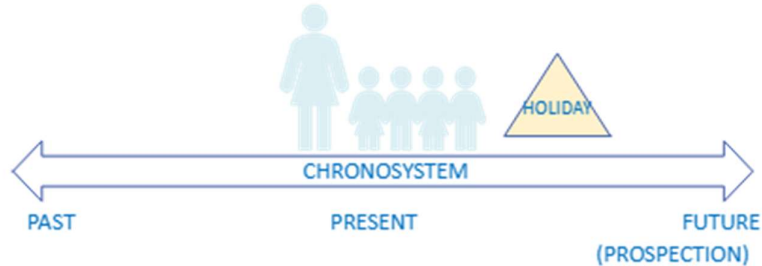 HOLIDAY
CHRONOSYSTEM
PAST PRESENT FUTURE
(PROSPECTION)